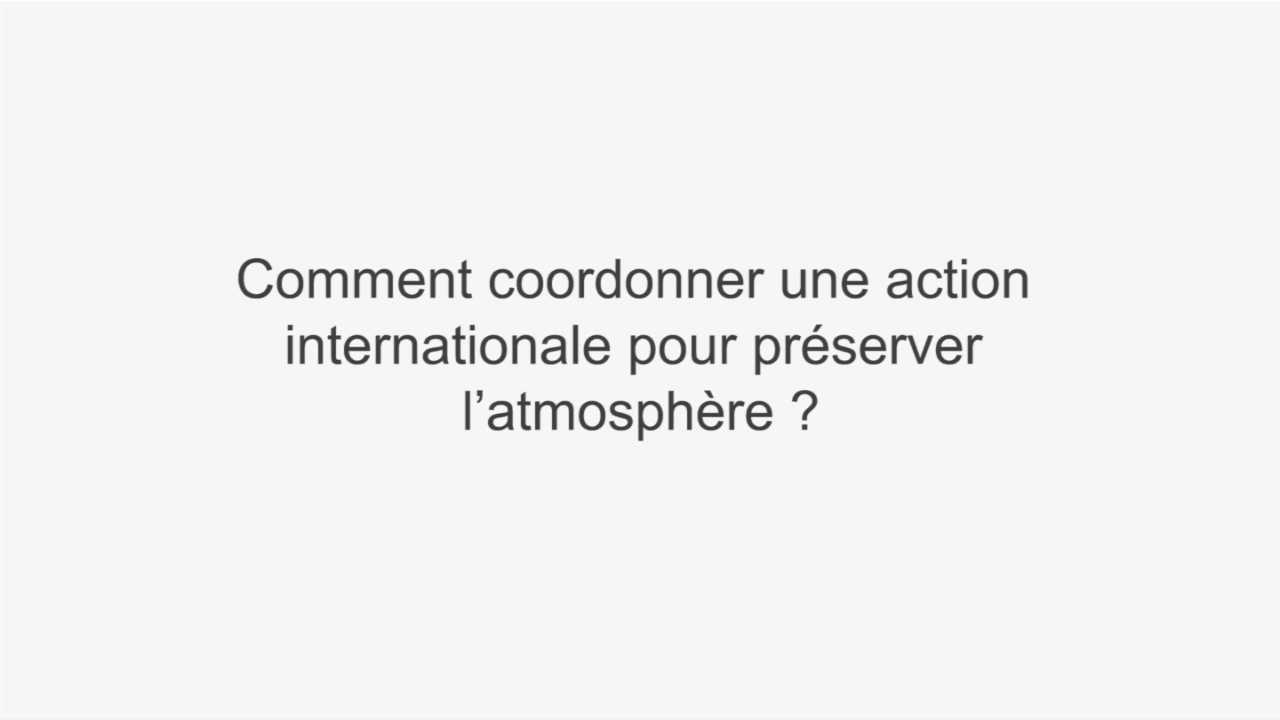 Comment coordonner une action
internationale pour préserver
l’atmosphère ?